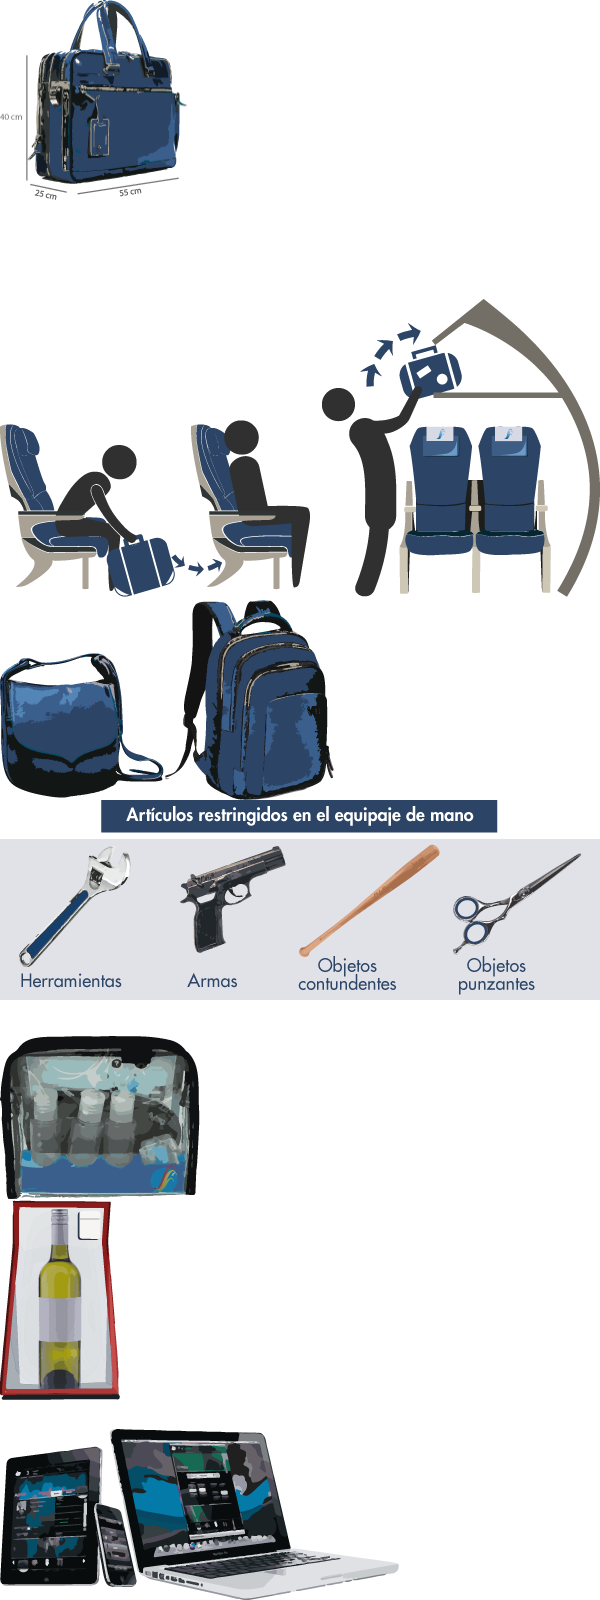 40 cm
25 cm
55 cm
Artículos restringidos en el equipaje de mano
Herramientas
Armas
Objetos
contundentes
Objetos
punzantes